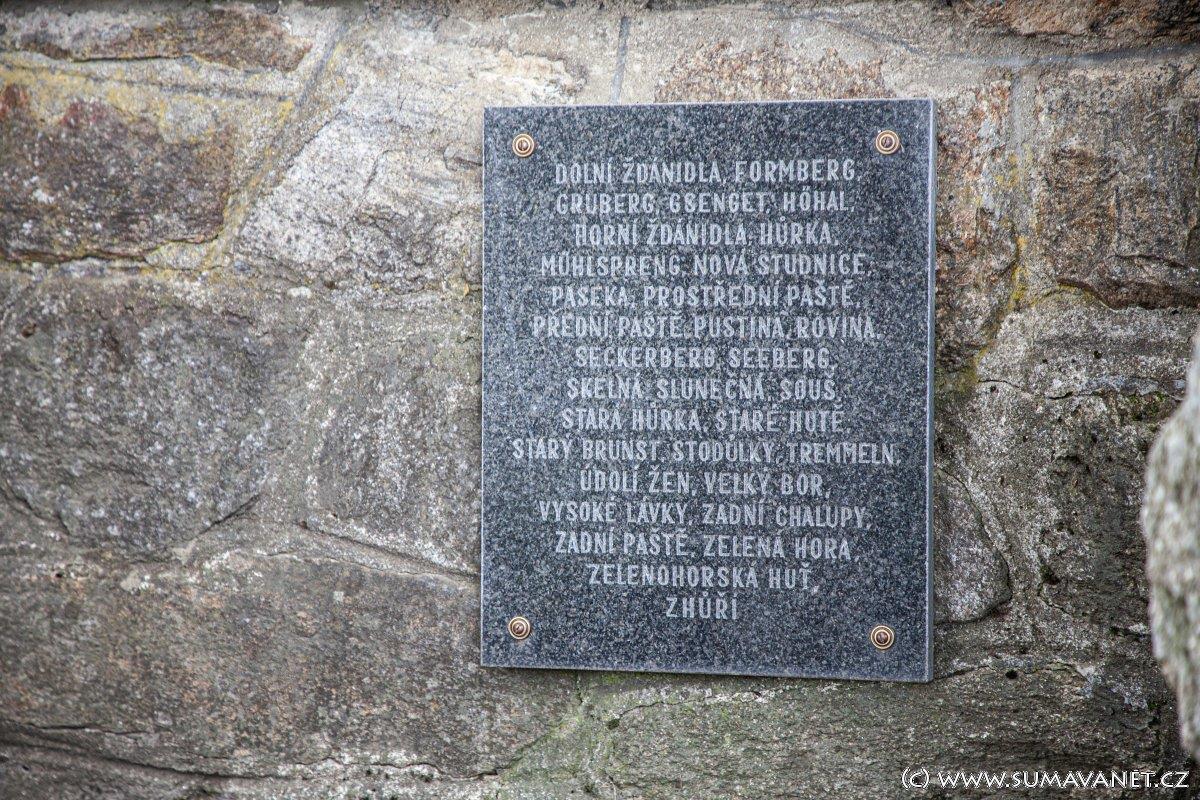 DOLNÍ ŽDÁNIDLA, FORMBERG,
GRUBERG, GSENGET, HÖHAL,
HORNÍ ŽDÁNIDLA, HŮRKA,
MÜHLSPRENG, NOVÁ STUDNICE,
PASEKA, PROSTŘEDNÍ PAŠTĚ,
PŘEDNÍ PAŠTĚ, PUSTINA, ROVINA,
SECKERBERG, SEEBERG,
SKELNÁ, SLUNEČNÁ, SOUŠ,
STARÁ HŮRKA, STARÉ HUTĚ
STARÝ BRUNST, STODŮLKY, TREMMELN,
ÚDOLÍ ŽEN, VELKÝ BOR,
VYSOKÉ LÁVKY, ZADNÍ CHALUPY,
ZADNÍ PAŠTĚ, ZELENÁ HORA,
ZELENOHORSKÁ HUŤ,
ZHŮŘÍ
(C) WWW.SUMAVANET.CZ